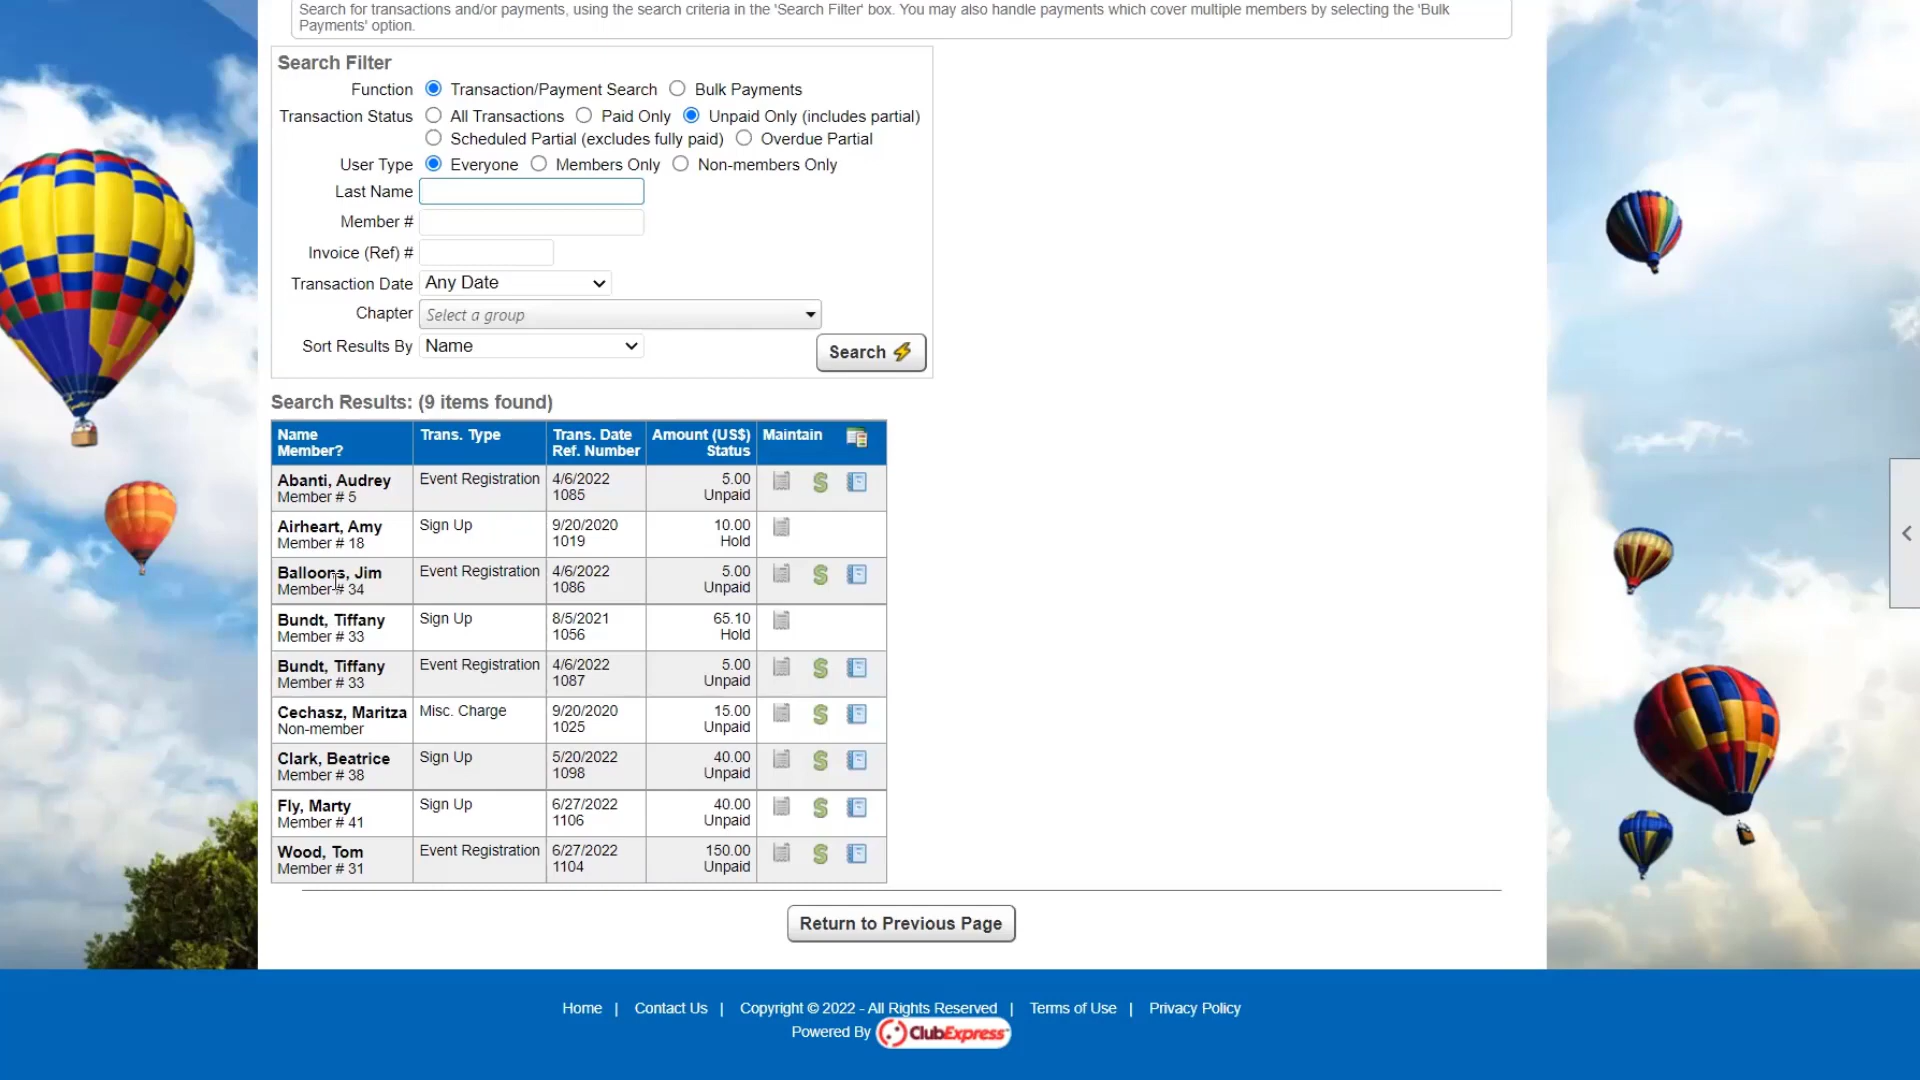 Search for transactions and/or payments, using the search criteria in the 'Search Filter' box. You may also handle payments which cover multiple members by selecting the 'Bulk
Payments' option.
Search Filter
Function Transaction/Payment Search Bulk Payments
Transaction Status All Transactions Paid Only Unpaid Only (includes partial)
Scheduled Partial (excludes fully paid) Overdue Partial
User Type Everyone Members Only Non-members Only
Last Name
Member #
Invoice (Ref) #
Transaction Date Any Date
Chapter Select a group
Sort Results By Name
Search
Search Results: (9 items found)
Name Trans. Type Trans. Date Amount (US$) Maintain
Member? Ref. Number Status
Abanti, Audrey Event Registration 4/6/2022 5.00
Member # 5 1085 Unpaid
Airheart, Amy Sign Up 9/20/2020 10.00
Member # 18 1019 Hold
Balloons, Jim Event Registration 4/6/2022 5.00
Member # 34 1086 Unpaid
Bundt, Tiffany Sign Up 8/5/2021 65.10
Member # 33 1056 Hold
Bundt, Tiffany Event Registration 4/6/2022 5.00
Member # 33 1087 Unpaid
Cechasz, Maritza Misc. Charge 9/20/2020 15.00
Non-member 1025 Unpaid
Clark, Beatrice Sign Up 5/20/2022 40.00
Member # 38 1098 Unpaid
Fly, Marty Sign Up 6/27/2022 40.00
Member # 41 1106 Unpaid
Wood, Tom Event Registration 6/27/2022 150.00
Member # 31 1104 Unpaid
Return to Previous Page
Home | Contact Us | Copyright © 2022 - All Rights Reserved | Terms of Use | Privacy Policy
Powered By ClubExpress